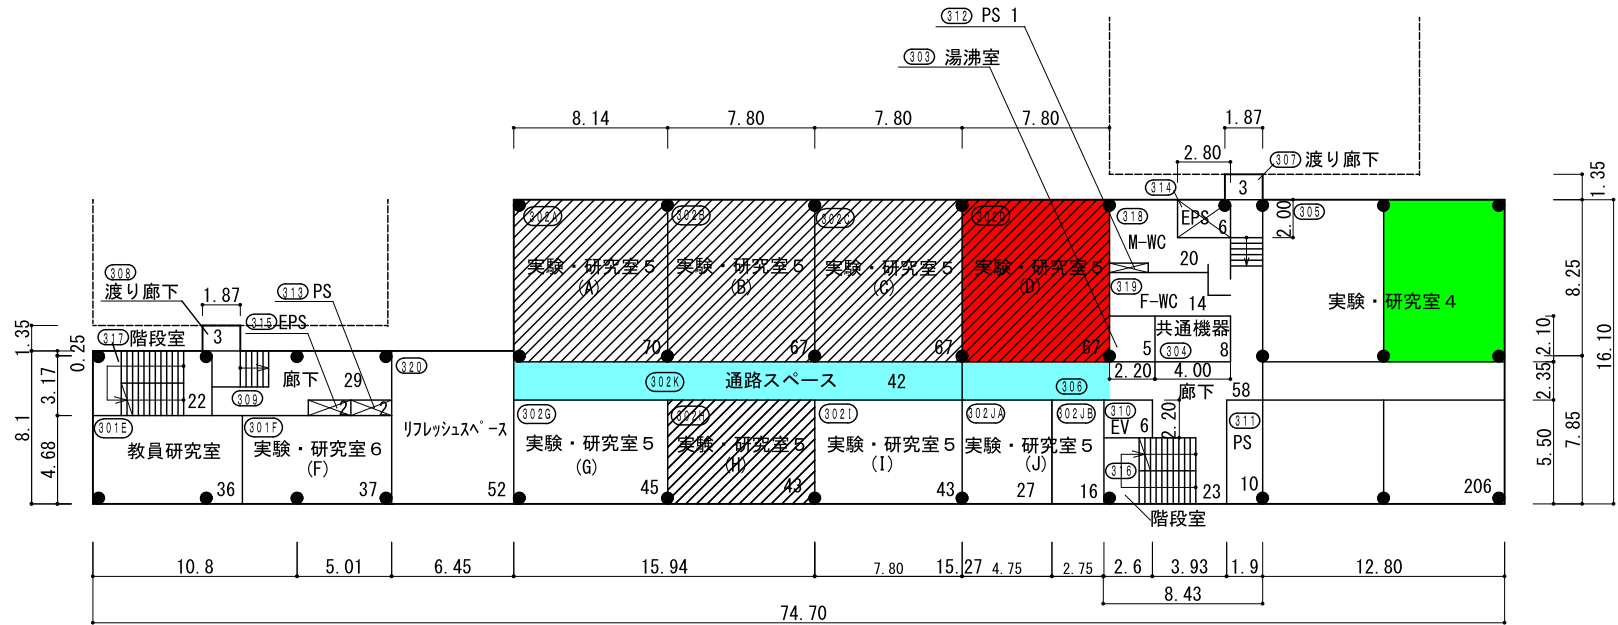 312 PS 1
303 湯沸室
8.14
7.80
7.80
7.80
1.87
2.80
307 渡り廊下
1.35
314
3
302A
302B
302C
302D
318
EPS
6
2.00
305
M-WC
20
実験・研究室5
(A)
実験・研究室5
(B)
実験・研究室5
(C)
実験・研究室5
(D)
308
渡り廊下
1.87
313 PS
319
F-WC
14
実験・研究室4
8.25
16.10
315 EPS
317 階段室
3
共通機器
1.35
0.25
70
67
67
67
5
304
8
2.10
320
廊下
29
302K
通路スペース
42
306
2.20
4.00
2.35
3.17
22
309
2
2
廊下
58
8.1
301E
301F
302G
302H
302I
302JA
302JB
310
EV
6
2.20
311
PS
教員研究室
実験・研究室6
(F)
リフレッシュスペース
実験・研究室5
(G)
実験・研究室5
(H)
実験・研究室5
(I)
実験・研究室5
(J)
7.85
5.50
4.68
316
36
37
52
45
43
43
27
16
23
10
206
階段室
10.8
5.01
6.45
15.94
7.80
15.27
4.75
2.75
2.6
3.93
1.9
12.80
8.43
74.70